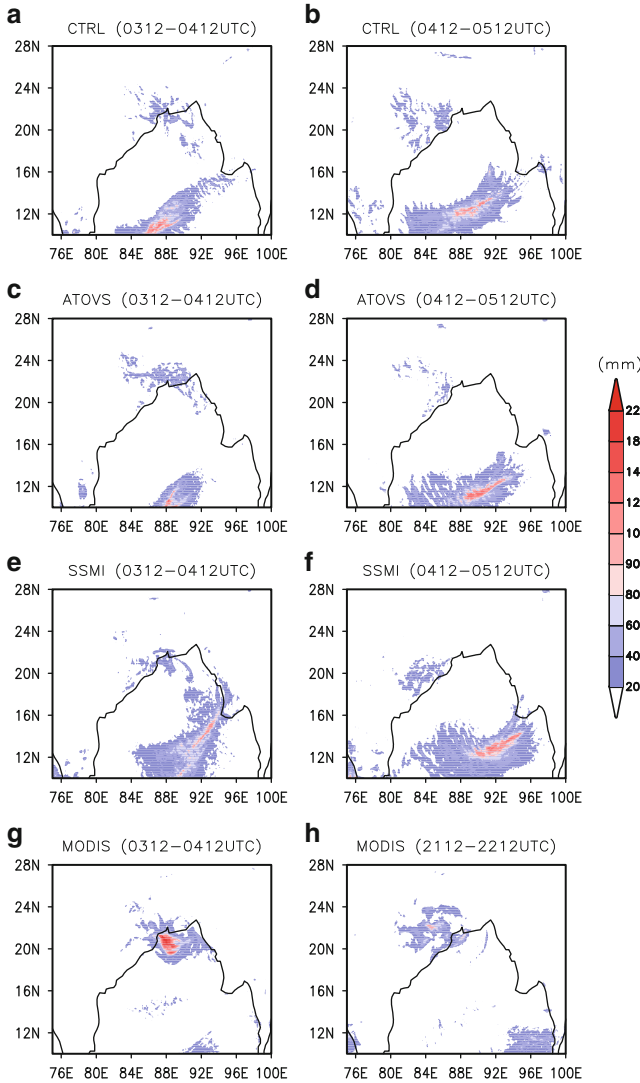 a CTRL (0312−0412UTC)
28N
24N
20N
16N
12N
76E 80E 84E 88E 92E 96E 100E
b CTRL (0412−0512UTC)
28N
24N
20N
16N
12N
76E 80E 84E 88E 92E 96E 100E
c ATOVS (0312−0412UTC)
28N
24N
20N
16N
12N
76E 80E 84E 88E 92E 96E 100E
d ATOVS (0412−0512UTC)
28N
24N
20N
16N
12N
76E 80E 84E 88E 92E 96E 100E
(mm)
22
18
14
12
10
90
80
60
40
20
e SSMI (0312−0412UTC)
28N
24N
20N
16N
12N
76E 80E 84E 88E 92E 96E 100E
f SSMI (0412−0512UTC)
28N
24N
20N
16N
12N
76E 80E 84E 88E 92E 96E 100E
g MODIS (0312−0412UTC)
28N
24N
20N
16N
12N
76E 80E 84E 88E 92E 96E 100E
h MODIS (2112−2212UTC)
28N
24N
20N
16N
12N
76E 80E 84E 88E 92E 96E 100E